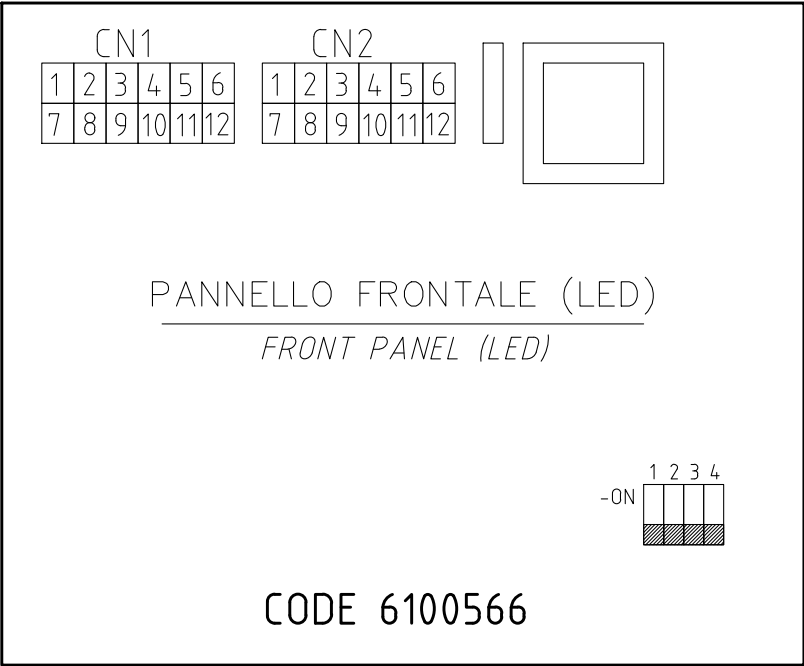 CN1 CN2
1 2 3 4 5 6 1 2 3 4 5 6
7 8 9 10 11 12 7 8 9 10 11 12
PANNELLO FRONTALE (LED)
FRONT PANEL (LED)
1 2 3 4
-ON
CODE 6100566